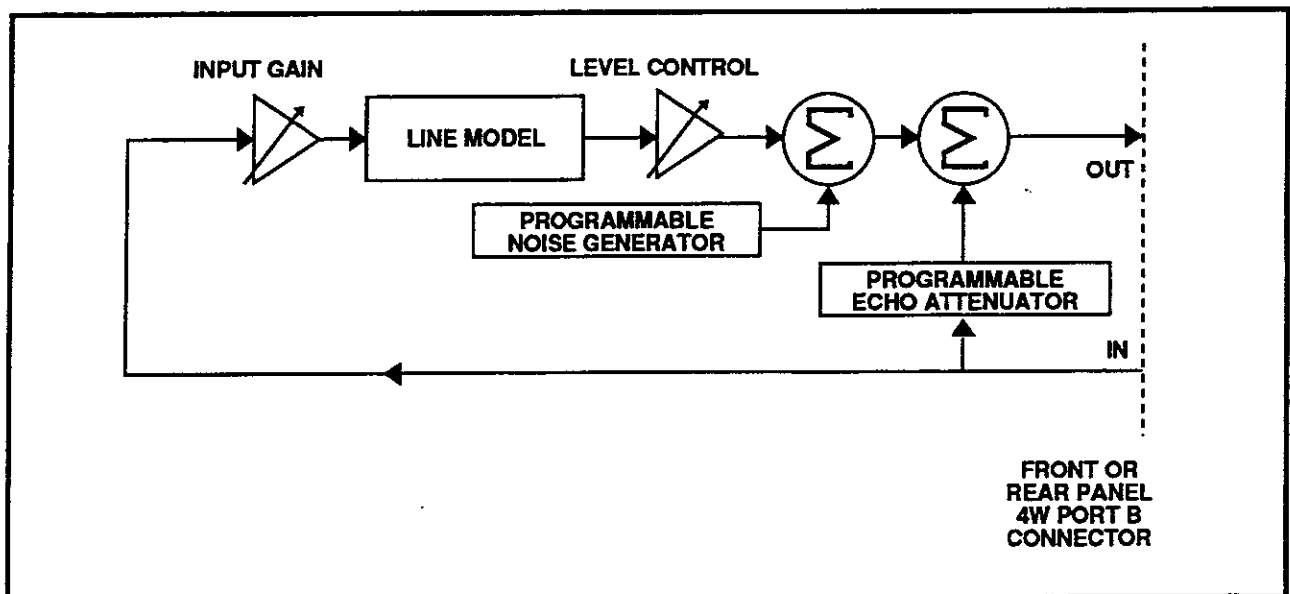 INPUT GAIN
LEVEL CONTROL
LINE MODEL
Σ
Σ
OUT
PROGRAMMABLE
NOISE GENERATOR
PROGRAMMABLE
ECHO ATTENUATOR
IN
FRONT OR
REAR PANEL
4W PORT B
CONNECTOR